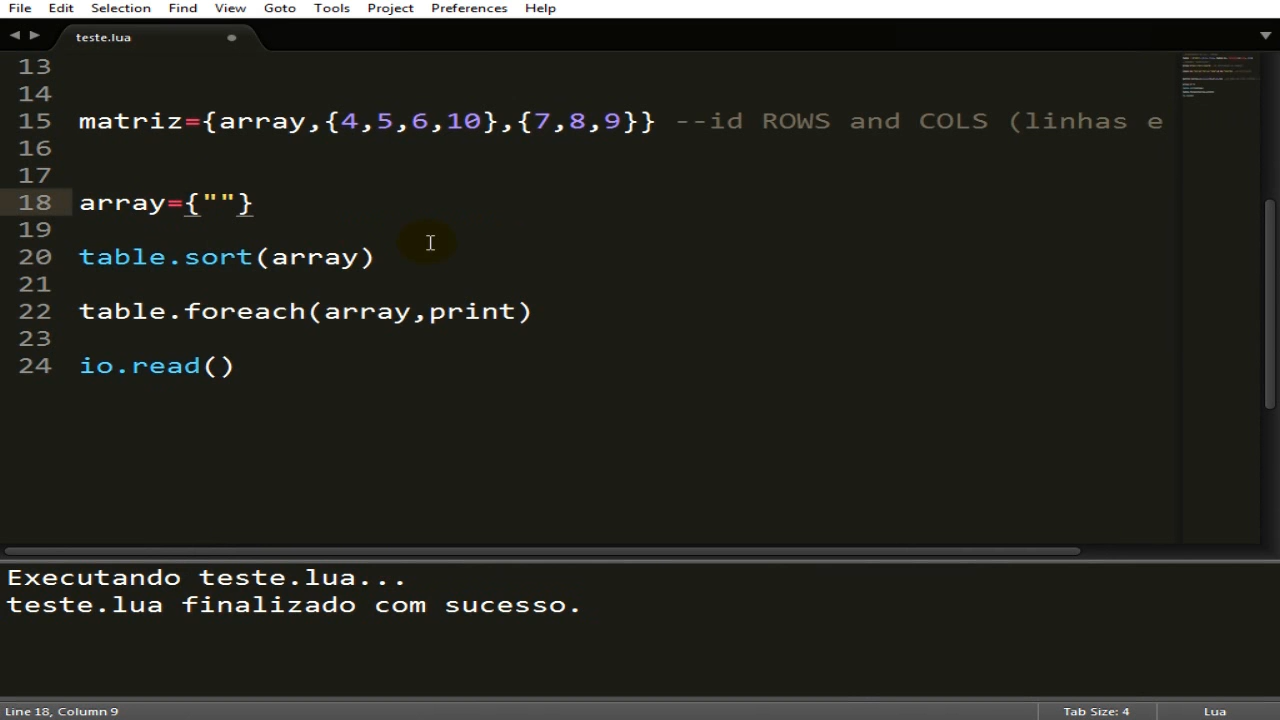 File Edit Selection Find View Goto Tools Project Preferences Help
teste.lua
13
14
15 matriz={array,{4,5,6,10},{7,8,9}} --id ROWS and COLS (linhas e
16
17
18 array={""}
19
20 table.sort(array)
21
22 table.foreach(array,print)
23
24 io.read()
Executando teste.lua...
teste.lua finalizado com sucesso.
Line 18, Column 9 Tab Size: 4 Lua